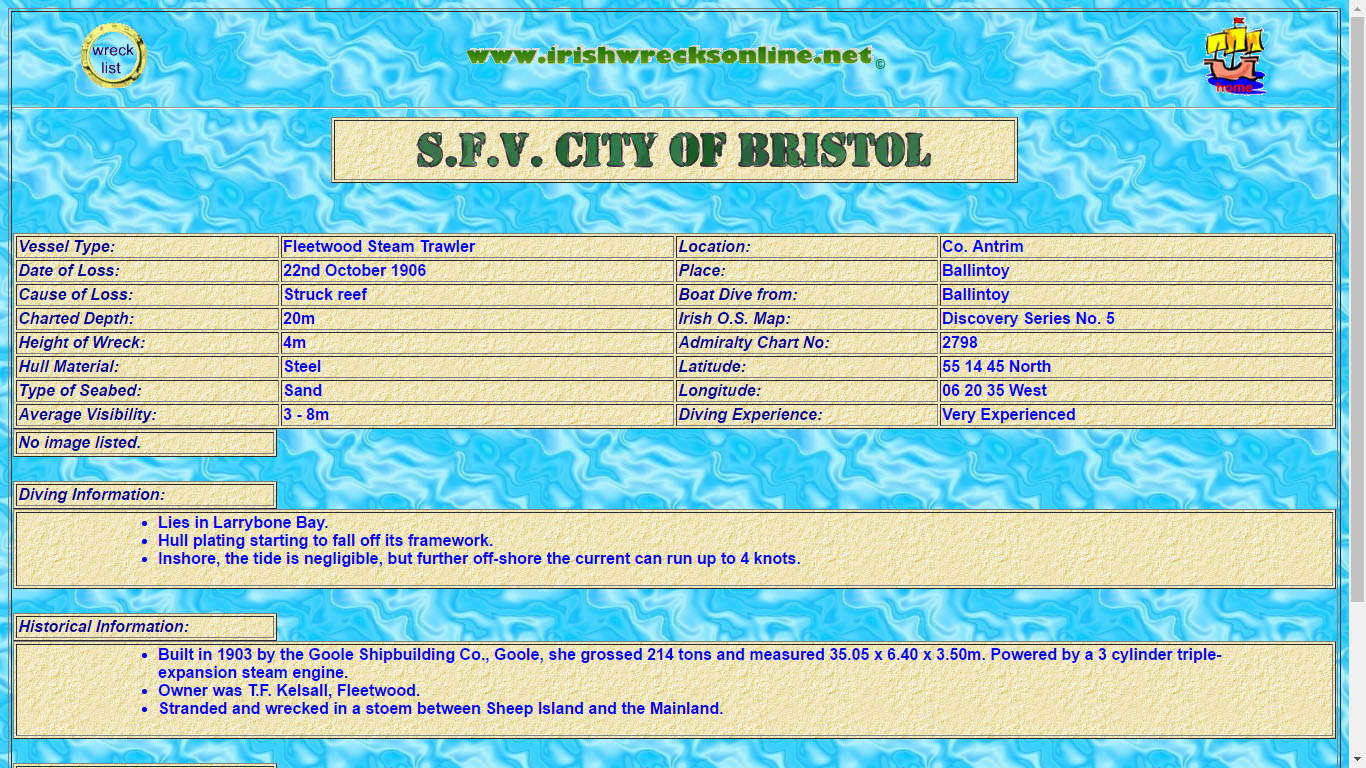 wreck
list
www.irishwrecksonline.net ©
home
S.F.V. CITY OF BRISTOL
Vessel Type: Fleetwood Steam Trawler Location: Co. Antrim
Date of Loss: 22nd October 1906 Place: Ballintoy
Cause of Loss: Struck reef Boat Dive from: Ballintoy
Charted Depth: 20m Irish O.S. Map: Discovery Series No. 5
Height of Wreck: 4m Admiralty Chart No: 2798
Hull Material: Steel Latitude: 55 14 45 North
Type of Seabed: Sand Longitude: 06 20 35 West
Average Visibility: 3 - 8m Diving Experience: Very Experienced
No image listed.
Diving Information:
• Lies in Larrybone Bay.
• Hull plating starting to fall off its framework.
• Inshore, the tide is negligible, but further off-shore the current can run up to 4 knots.
Historical Information:
• Built in 1903 by the Goole Shipbuilding Co., Goole, she grossed 214 tons and measured 35.05 x 6.40 x 3.50m. Powered by a 3 cylinder triple-
expansion steam engine.
• Owner was T.F. Kelsall, Fleetwood.
• Stranded and wrecked in a stoem between Sheep Island and the Mainland.